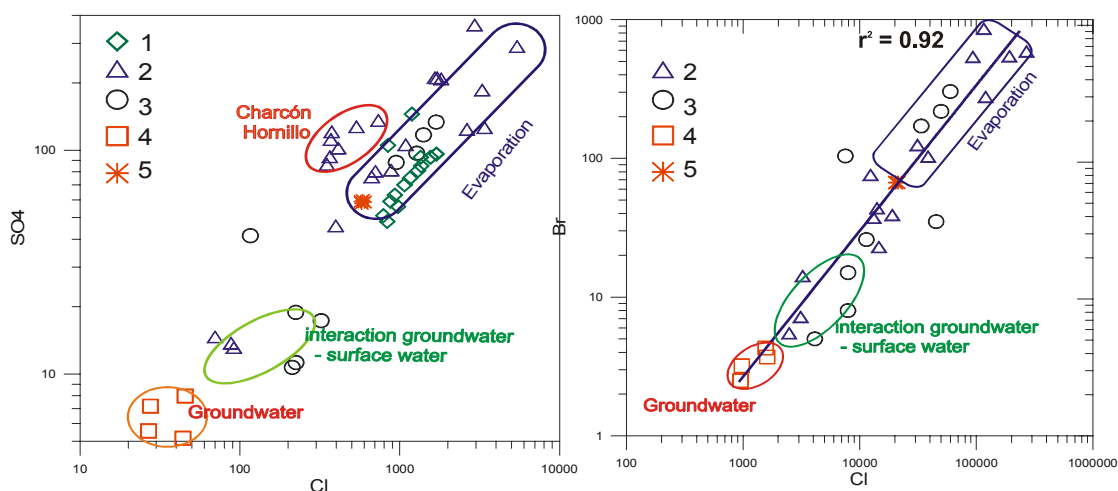 1
2
3
4
5
Charcón
Hornillo
Evaporation
interaction groundwater
- surface water
Groundwater
100
10
SO4
10
100
1000
10000
Cl
r² = 0.92
2
3
4
5
Evaporation
interaction groundwater
- surface water
Groundwater
1000
100
10
1
Br
100
1000
10000
100000
1000000
Cl